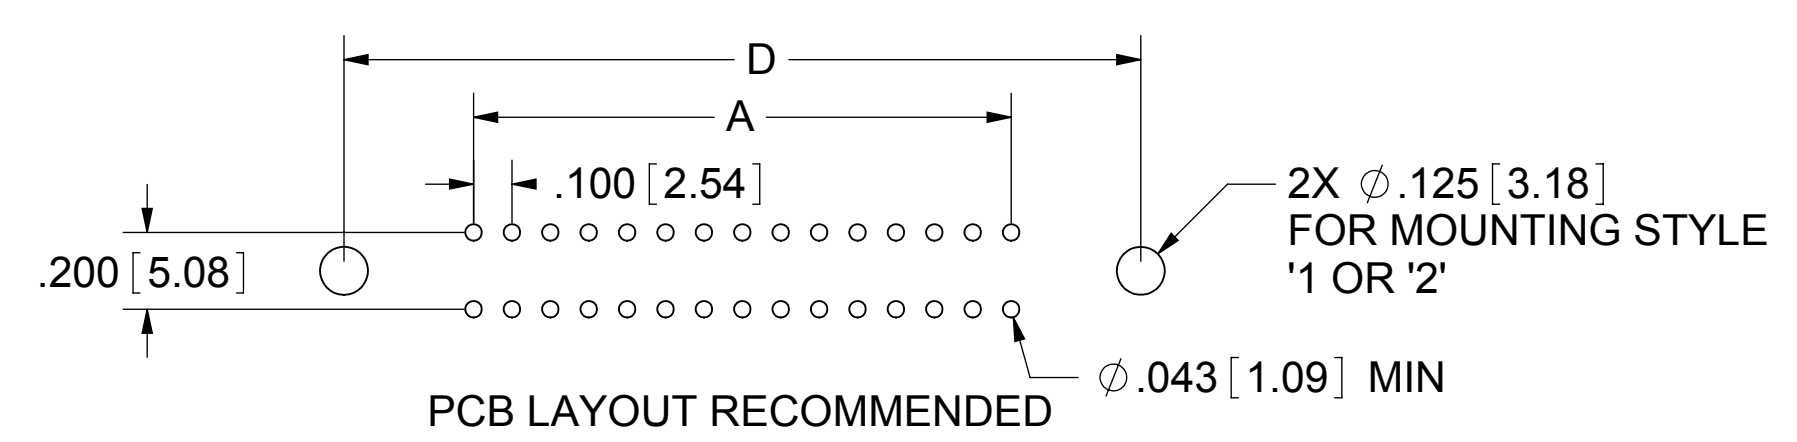 D
A
.100 [2.54]
2X ∅.125 [3.18]
FOR MOUNTING STYLE
'1 OR '2'
.200 [5.08]
∅.043 [1.09] MIN
PCB LAYOUT RECOMMENDED